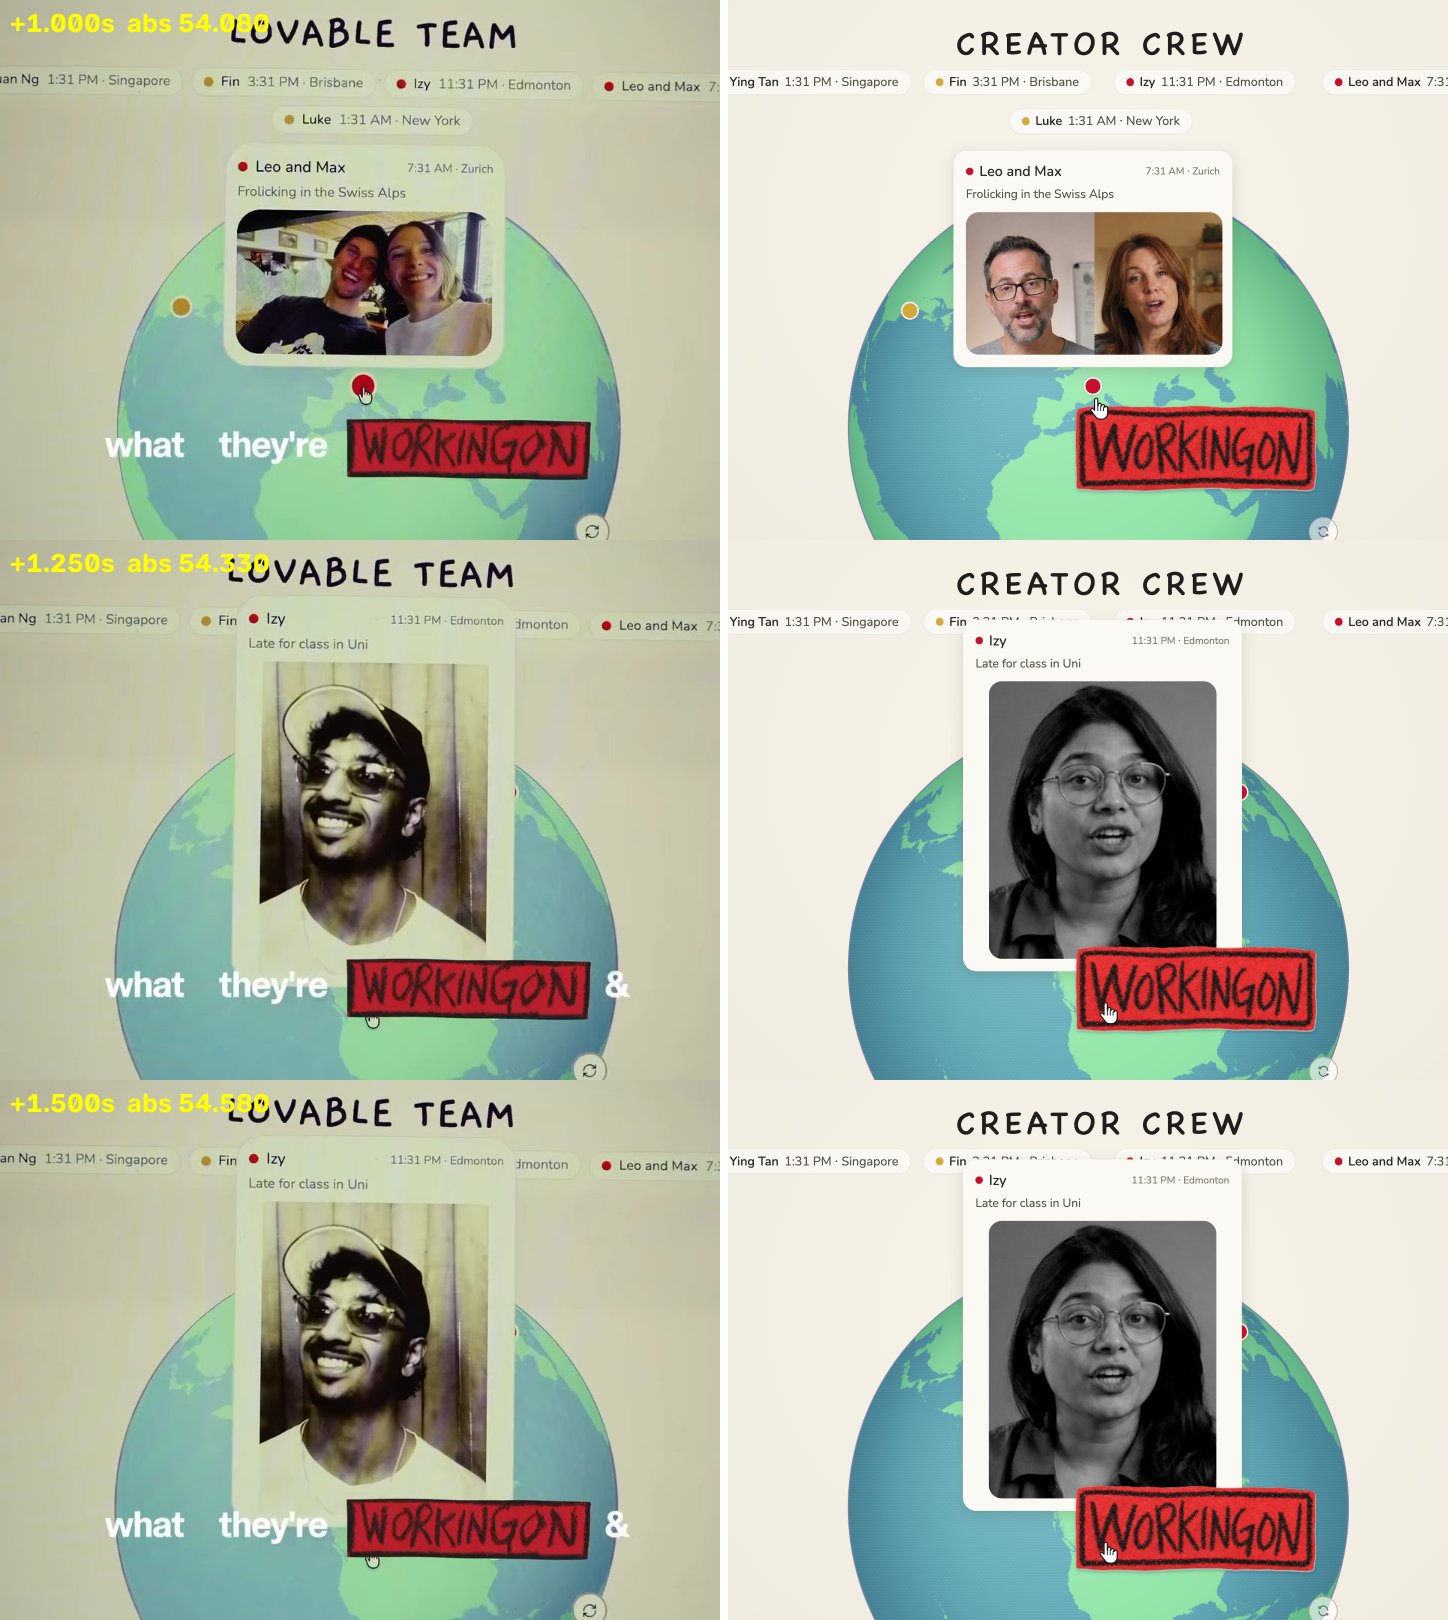 +1.000s abs 54.080
LOVABLE TEAM
an Ng 1:31 PM · Singapore
Fin 3:31 PM · Brisbane
Izy 11:31 PM · Edmonton
Leo and Max 7:
Luke 1:31 AM · New York
Leo and Max 7:31 AM · Zurich
Frolicking in the Swiss Alps
what they're WORKINGON
CREATOR CREW
Ying Tan 1:31 PM · Singapore
Fin 3:31 PM · Brisbane
Izy 11:31 PM · Edmonton
Leo and Max 7:31
Luke 1:31 AM · New York
Leo and Max 7:31 AM · Zurich
Frolicking in the Swiss Alps
WORKINGON
+1.250s abs 54.330
LOVABLE TEAM
an Ng 1:31 PM · Singapore
Fin
dmonton
Leo and Max 7:3
Izy 11:31 PM · Edmonton
Late for class in Uni
what they're WORKINGON &
CREATOR CREW
Ying Tan 1:31 PM · Singapore
Fin
Edmonton
Leo and Max 7:31
Izy 11:31 PM · Edmonton
Late for class in Uni
WORKINGON
+1.500s abs 54.580
LOVABLE TEAM
an Ng 1:31 PM · Singapore
Fin
dmonton
Leo and Max 7:3
Izy 11:31 PM · Edmonton
Late for class in Uni
what they're WORKINGON &
CREATOR CREW
Ying Tan 1:31 PM · Singapore
Fin
Edmonton
Leo and Max 7:31
Izy 11:31 PM · Edmonton
Late for class in Uni
WORKINGON